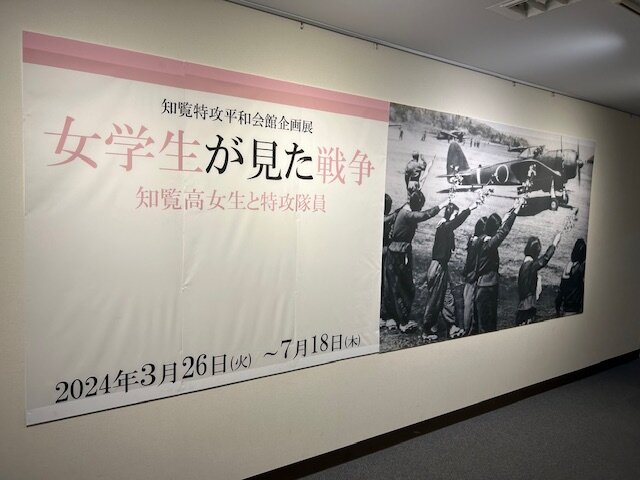 知覧特攻平和会館企画展
女学生が見た戦争
知覧高女生と特攻隊員
2024年3月26日(火) ～7月18日(木)